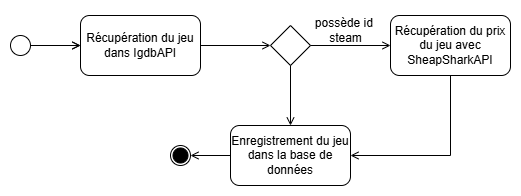 Récupération du jeu
dans IgdbAPI
possède id
steam
Récupération du prix
du jeu avec
SheapSharkAPI
Enregistrement du jeu
dans la base de
données